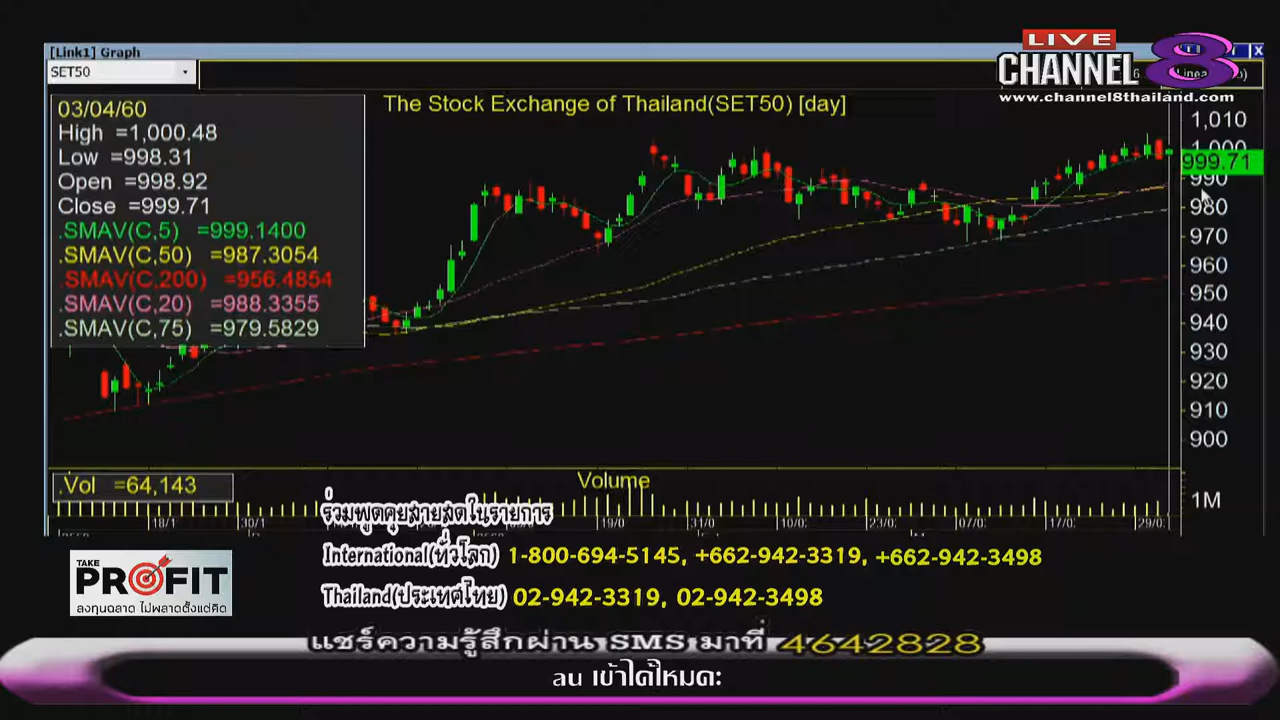 LIVE
CHANNEL 8
www.channel8thailand.com
[Link1] Graph
SET50
03/04/60
High =1,000.48
Low =998.31
Open =998.92
Close =999.71
.SMAV(C,5) =999.1400
.SMAV(C,50) =987.3054
.SMAV(C,200) =956.4854
.SMAV(C,20) =988.3355
.SMAV(C,75) =979.5829
The Stock Exchange of Thailand(SET50) [day]
1,010
1,000
999.71
990
980
970
960
950
940
930
920
910
900
.Vol =64,143
Volume
1M
18/1
30/1
19/0
31/0
10/0
23/0
07/0
17/0
29/0
ร่วมพูดคุยสายสดในรายการ
International(ทั่วโลก) 1-800-694-5145, +662-942-3319, +662-942-3498
Thailand(ประเทศไทย) 02-942-3319, 02-942-3498
TAKE
PROFIT
ลงทุนฉลาด ไม่พลาดตั้งแต่คิด
แชร์ความรู้สึกผ่าน SMS มาที่ 4642828
au เข้าได้ไหมคะ